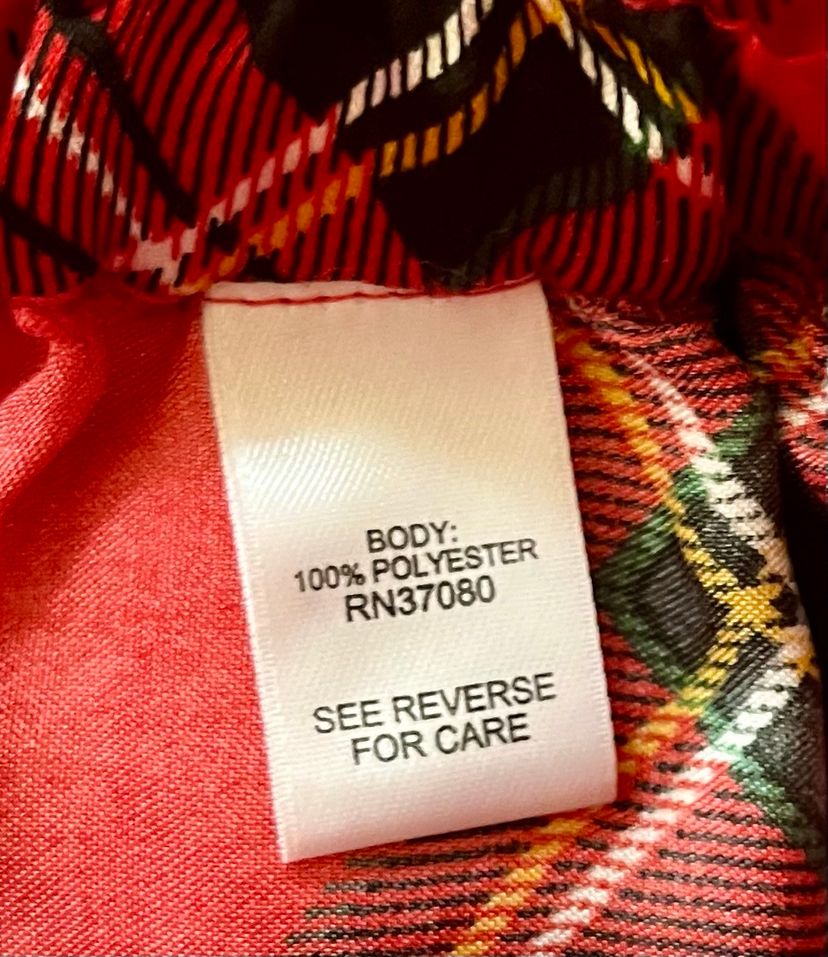 BODY:
100% POLYESTER
RN37080
SEE REVERSE
FOR CARE